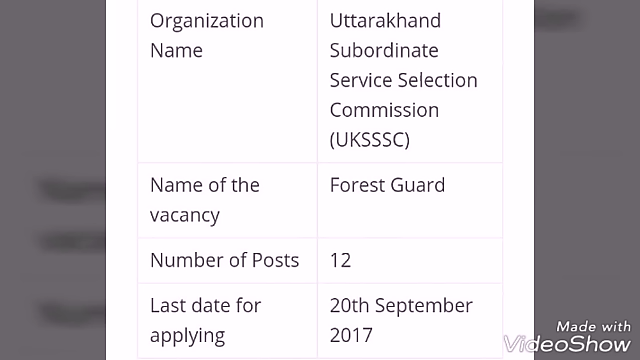 Organization Name
Uttarakhand Subordinate Service Selection Commission (UKSSSC)
Name of the vacancy
Forest Guard
Number of Posts
12
Last date for applying
20th September 2017
Made with
VideoShow